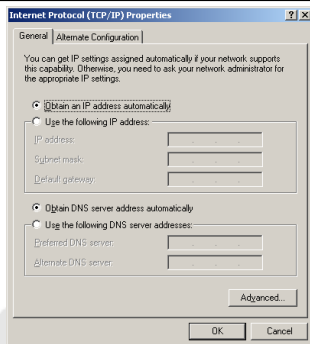 Internet Protocol (TCP/IP) Properties
General
Alternate Configuration
You can get IP settings assigned automatically if your network supports
this capability. Otherwise, you need to ask your network administrator for
the appropriate IP settings.
Obtain an IP address automatically
Use the following IP address:
IP address:
Subnet mask:
Default gateway:
Obtain DNS server address automatically
Use the following DNS server addresses:
Preferred DNS server:
Alternate DNS server:
Advanced...
OK
Cancel